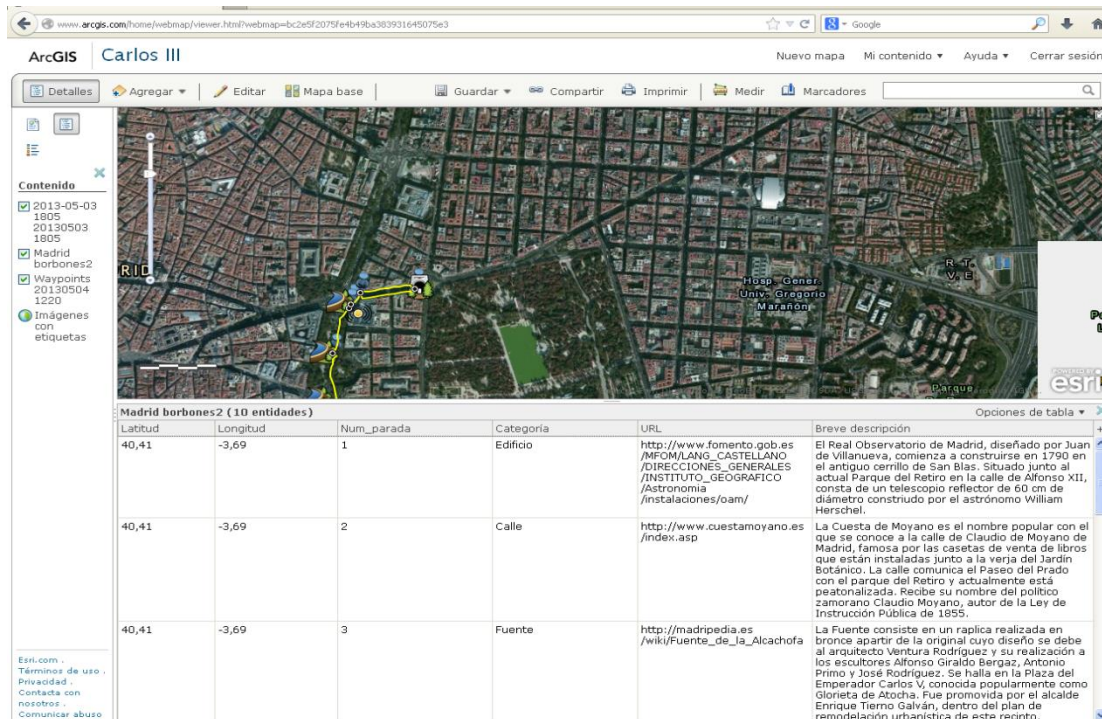 www.arcgis.com/home/webmap/viewer.html?webmap=bc2e5f2075fe4b49ba383931645075e3
Google
ArcGIS Carlos III
Nuevo mapa Mi contenido Ayuda Cerrar sesión
Detalles Agregar Editar Mapa base Guardar Compartir Imprimir Medir Marcadores
Contenido
2013-05-03
1805
20130503
1805
Madrid
borbones2
Waypoints
20130504
1220
Imágenes
con
etiquetas
RID
Hosp. Gener.
Univ. Gregorio
Marañón
R. T.
V. E.
Parque
POWERED BY
esri
Esri.com .
Términos de uso .
Privacidad .
Contacta con
nosotros .
Comunicar abuso
Madrid borbones2 (10 entidades) Opciones de tabla
Latitud Longitud Num_parada Categoría URL Breve descripción
40,41 -3,69 1 Edificio
http://www.fomento.gob.es
/MFOM/LANG_CASTELLANO
/DIRECCIONES_GENERALES
/INSTITUTO_GEOGRAFICO
/Astronomia
/instalaciones/oam/
El Real Observatorio de Madrid, diseñado por Juan
de Villanueva, comienza a construirse en 1790 en
el antiguo cerrillo de San Blas. Situado junto al
actual Parque del Retiro en la calle de Alfonso XII,
consta de un telescopio reflector de 60 cm de
diámetro construido por el astrónomo William
Herschel.
40,41 -3,69 2 Calle
http://www.cuestamoyano.es
/index.asp
La Cuesta de Moyano es el nombre popular con el
que se conoce a la calle de Claudio de Moyano de
Madrid, famosa por las casetas de venta de libros
que están instaladas junto a la verja del Jardín
Botánico. La calle comunica el Paseo del Prado
con el parque del Retiro y actualmente está
peatonalizada. Recibe su nombre del político
zamorano Claudio Moyano, autor de la Ley de
Instrucción Pública de 1855.
40,41 -3,69 3 Fuente
http://madripedia.es
/wiki/Fuente_de_la_Alcachofa
La Fuente consiste en un raplica realizada en
bronce apartir de la original cuyo diseño se debe
al arquitecto Ventura Rodríguez y su realización a
los escultores Alfonso Giraldo Bergaz, Antonio
Primo y José Rodríguez. Se halla en la Plaza del
Emperador Carlos V, conocida popularmente como
Glorieta de Atocha. Fue promovida por el alcalde
Enrique Tierno Galván, dentro del plan de
remodelación urbanística de este recinto.